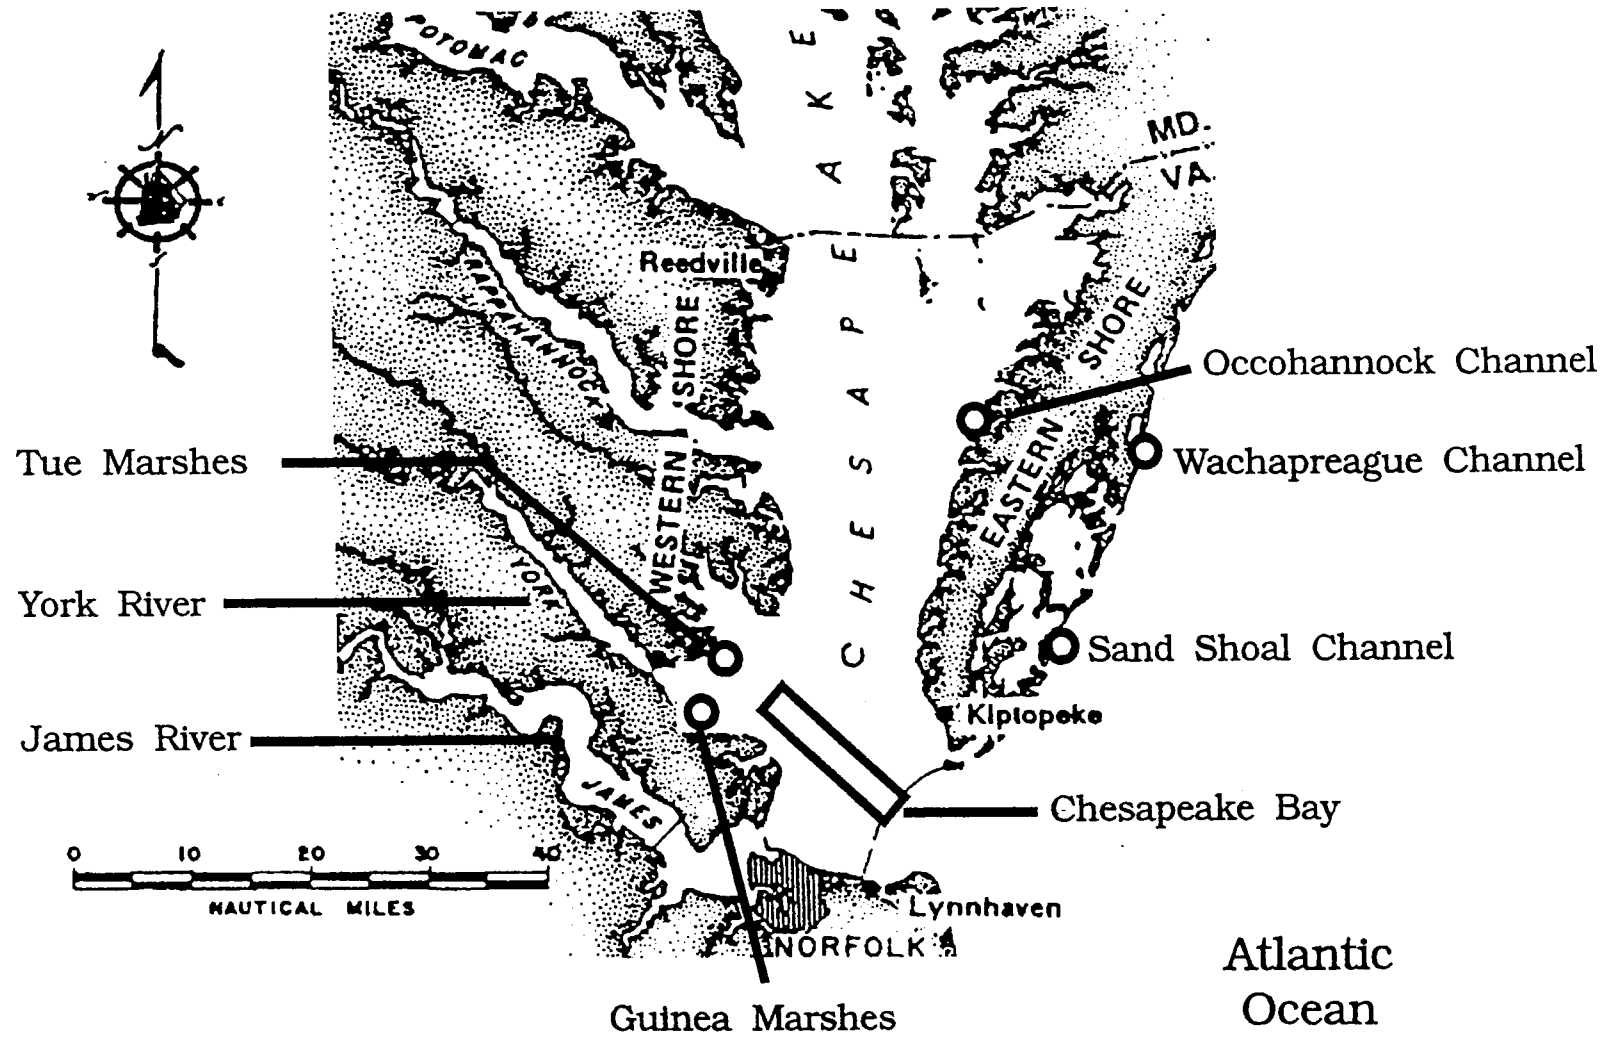 POTOMAC
CHESAPEAKE
MD.
VA.
N
Reedville
RAPPAHANNOCK
WESTERN SHORE
EASTERN SHORE
Occohannock Channel
Wachapreague Channel
Tue Marshes
YORK
York River
Sand Shoal Channel
Kiptopeke
James River
JAMES
Chesapeake Bay
0 10 20 30 40
NAUTICAL MILES
Lynnhaven
NORFOLK
Atlantic
Ocean
Guinea Marshes